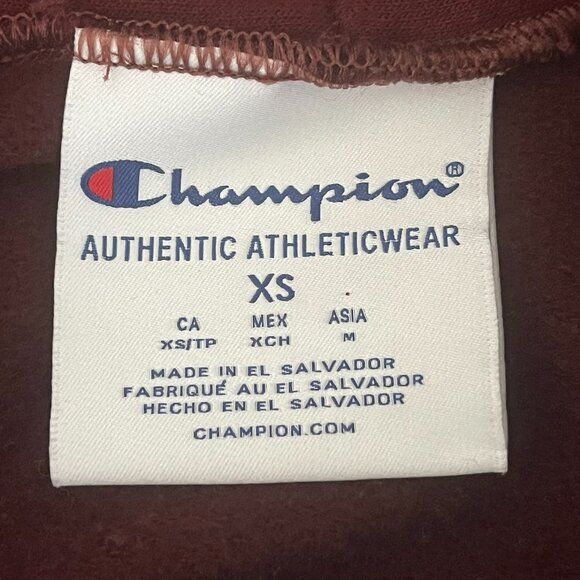 Champion®
AUTHENTIC ATHLETICWEAR
XS
CA MEX ASIA
XS/TP XCH M
MADE IN EL SALVADOR
FABRIQUÉ AU EL SALVADOR
HECHO EN EL SALVADOR
CHAMPION.COM